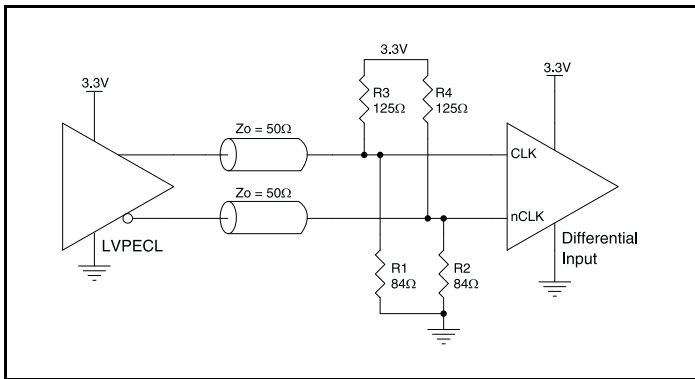 3.3V
3.3V
3.3V
R3
125Ω
R4
125Ω
Zo = 50Ω
CLK
Zo = 50Ω
nCLK
LVPECL
Differential
Input
R1
84Ω
R2
84Ω